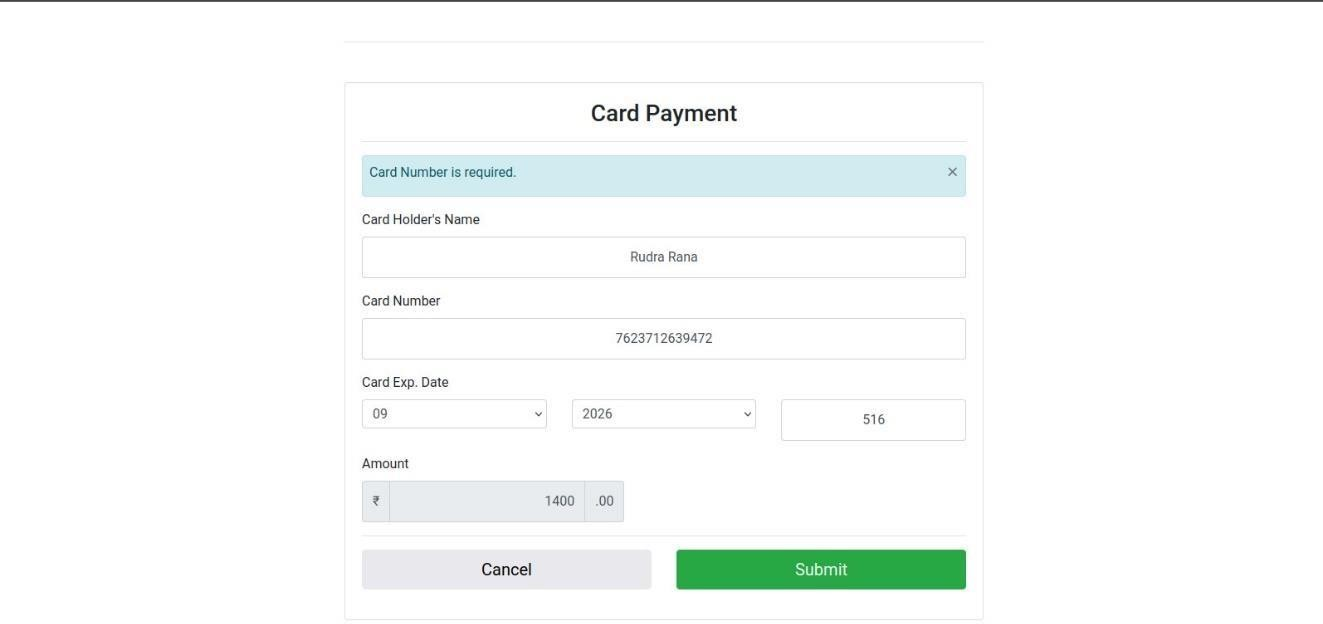 Card Payment
Card Number is required. ×
Card Holder's Name
Rudra Rana
Card Number
7623712639472
Card Exp. Date
09 2026 516
Amount
₹ 1400 .00
Cancel Submit